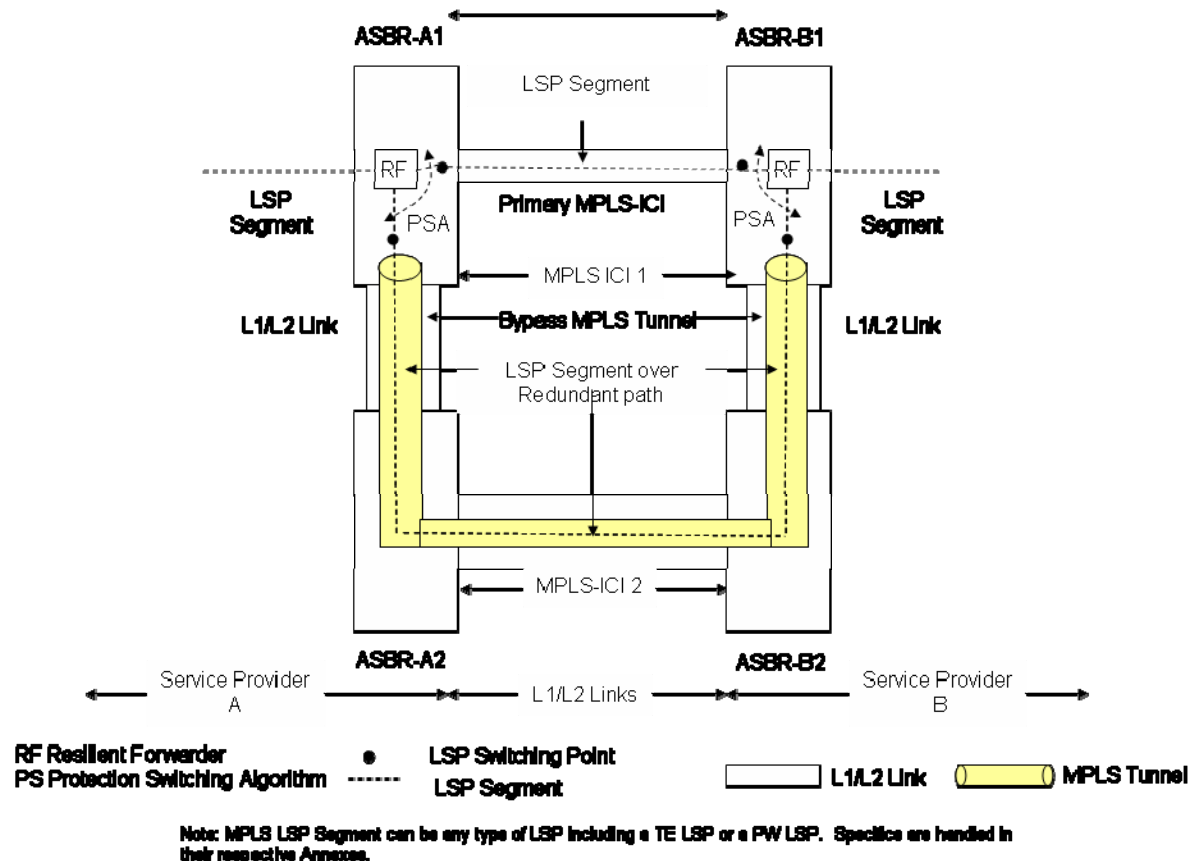 ASBR-A1
ASBR-B1
LSP Segment
RF
RF
LSP
Segment
PSA
Primary MPLS-ICI
PSA
LSP
Segment
MPLS ICI 1
L1/L2 Link
Bypass MPLS Tunnel
L1/L2 Link
LSP Segment over
Redundant path
MPLS-ICI 2
ASBR-A2
ASBR-B2
Service Provider
A
L1/L2 Links
Service Provider
B
RF Resilient Forwarder
PS Protection Switching Algorithm
LSP Switching Point
LSP Segment
L1/L2 Link
MPLS Tunnel
Note: MPLS LSP Segment can be any type of LSP including a TE LSP or a PW LSP. Specifics are handled in
their respective Annexes.